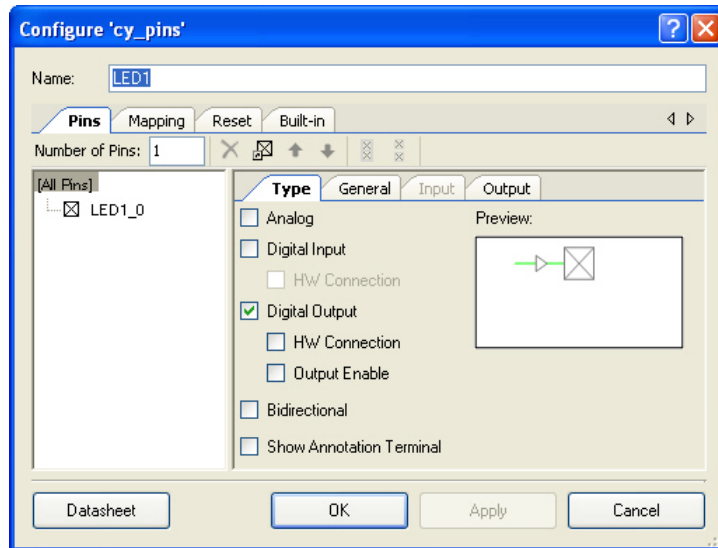 Configure 'cy_pins'
Name: LED1
Pins Mapping Reset Built-in
Number of Pins: 1
[All Pins]
LED1_0
Type General Input Output
Analog
Preview:
Digital Input
HW Connection
Digital Output
HW Connection
Output Enable
Bidirectional
Show Annotation Terminal
Datasheet OK Apply Cancel